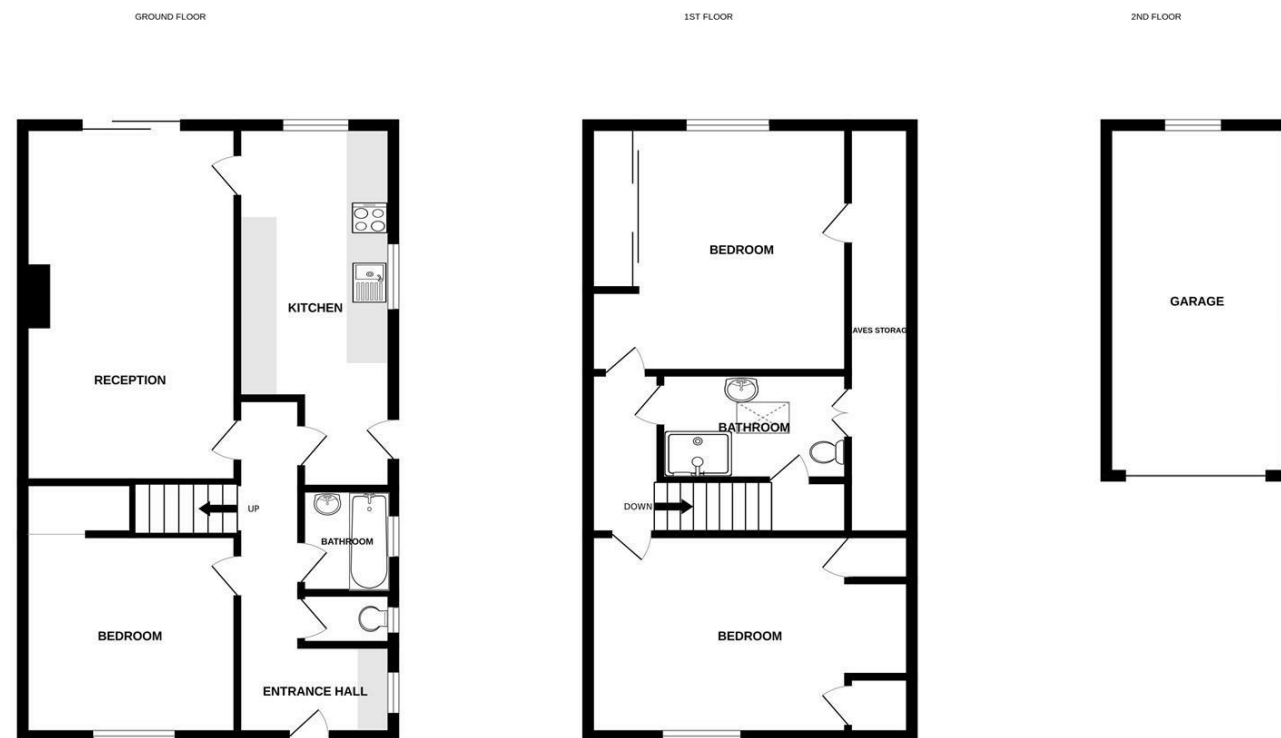 GROUND FLOOR
1ST FLOOR
2ND FLOOR
RECEPTION
KITCHEN
UP
BATHROOM
BEDROOM
ENTRANCE HALL
BEDROOM
AVES STORAG
BATHROOM
DOWN
BEDROOM
GARAGE